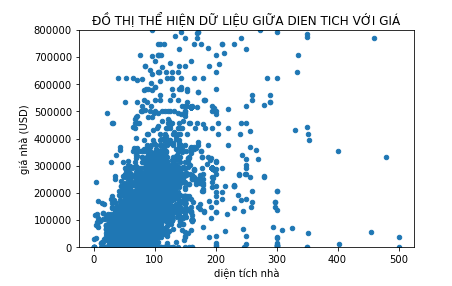 ĐỒ THỊ THỂ HIỆN DỮ LIỆU GIỮA DIEN TICH VỚI GIÁ
800000
700000
600000
500000
400000
300000
200000
100000
0
giá nhà (USD)
0 100 200 300 400 500
diện tích nhà